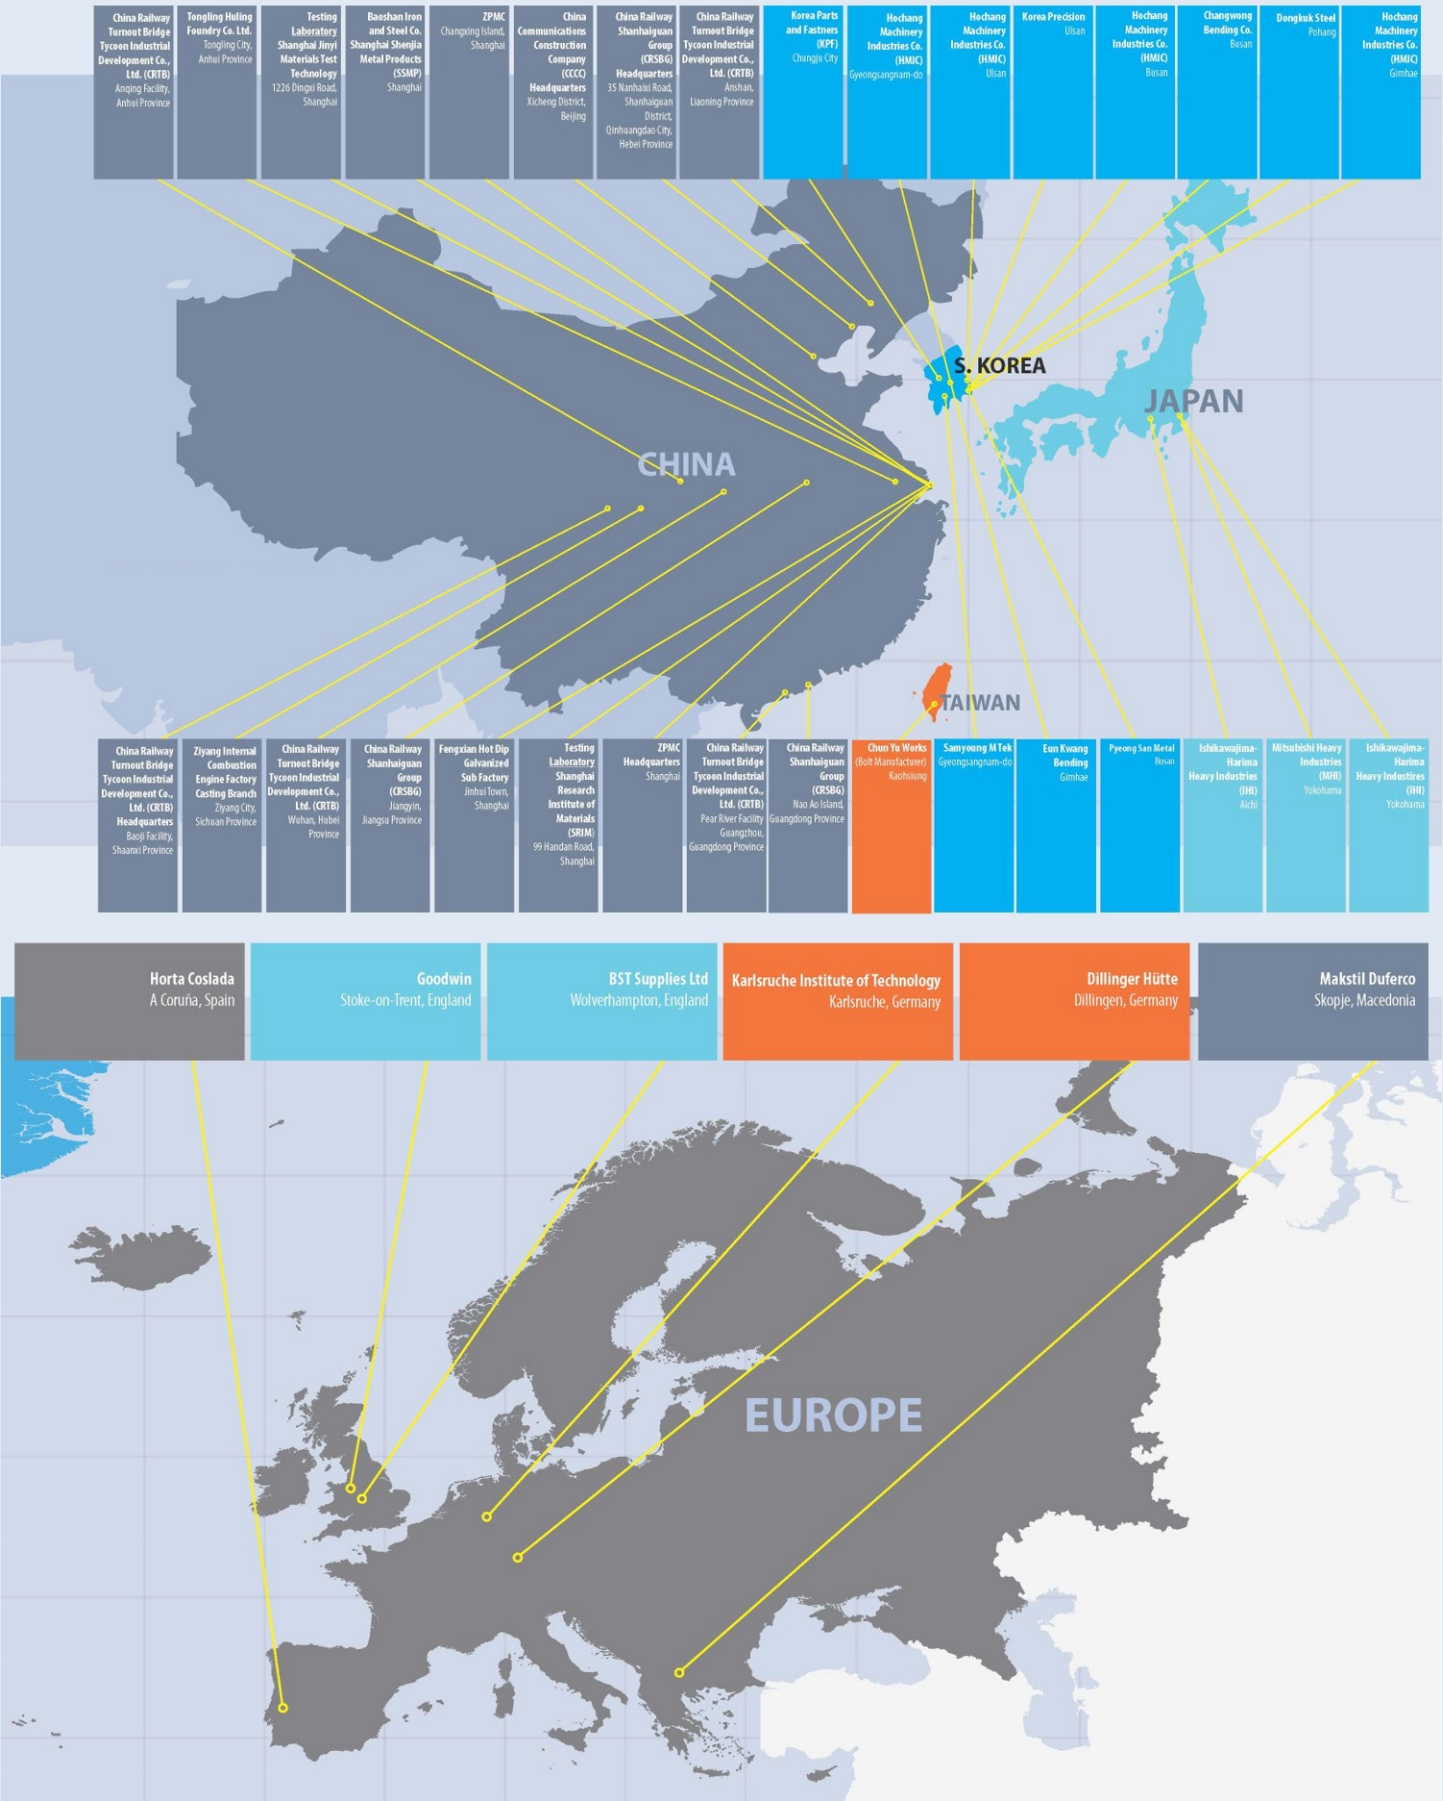 China Railway
Turnout Bridge
Tycoon Industrial
Development Co.,
Ltd. (CRTB)
Anqing Facility,
Anhui Province
Tongling Huling
Foundry Co. Ltd.
Tongling City,
Anhui Province
Testing
Laboratory
Shanghai Jinyi
Materials Test
Technology
1226 Dingxi Road,
Shanghai
Baoshan Iron
and Steel Co.
Shanghai Shenjia
Metal Products
(SSMP)
Shanghai
ZPMC
Changxing Island,
Shanghai
China
Communications
Construction
Company
(CCCC)
Headquarters
Xicheng District,
Beijing
China Railway
Shanhaiguan
Group
(CRSBG)
Headquarters
35 Nanhaixi Road,
Shanhaiguan
District,
Qinhuangdao City,
Hebei Province
China Railway
Turnout Bridge
Tycoon Industrial
Development Co.,
Ltd. (CRTB)
Anshan,
Liaoning Province
Korea Parts
and Fastners
(KPF)
Chungju City
Hochang
Machinery
Industries Co.
(HMIC)
Gyeongsangnam-do
Hochang
Machinery
Industries Co.
(HMIC)
Ulsan
Korea Precision
Ulsan
Hochang
Machinery
Industries Co.
(HMIC)
Busan
Changwong
Bending Co.
Busan
Dongkuk Steel
Pohang
Hochang
Machinery
Industries Co.
(HMIC)
Gimhae
S. KOREA
JAPAN
CHINA
TAIWAN
China Railway
Turnout Bridge
Tycoon Industrial
Development Co.,
Ltd. (CRTB)
Headquarters
Baoji Facility,
Shaanxi Province
Ziyang Internal
Combustion
Engine Factory
Casting Branch
Ziyang City,
Sichuan Province
China Railway
Turnout Bridge
Tycoon Industrial
Development Co.,
Ltd. (CRTB)
Wuhan, Hubei
Province
China Railway
Shanhaiguan
Group
(CRSBG)
Jiangyin,
Jiangsu Province
Fengxian Hot Dip
Galvanized
Sub Factory
Jinhui Town,
Shanghai
Testing
Laboratory
Shanghai
Research
Institute of
Materials
(SRIM)
99 Handan Road,
Shanghai
ZPMC
Headquarters
Shanghai
China Railway
Turnout Bridge
Tycoon Industrial
Development Co.,
Ltd. (CRTB)
Pear River Facility
Guangzhou,
Guangdong Province
China Railway
Shanhaiguan
Group
(CRSBG)
Nao Ao Island,
Guangdong Province
Chun Yu Works
(Bolt Manufacturer)
Kaohsiung
Samyoung M Tek
Gyeongsangnam-do
Eun Kwang
Bending
Gimhae
Pyeong San Metal
Busan
Ishikawajima-
Harima
Heavy Industries
(IHI)
Aichi
Mitsubishi Heavy
Industries
(MHI)
Yokohama
Ishikawajima-
Harima
Heavy Industires
(IHI)
Yokohama
Horta Coslada
A Coruña, Spain
Goodwin
Stoke-on-Trent, England
BST Supplies Ltd
Wolverhampton, England
Karlsruche Institute of Technology
Karlsruche, Germany
Dillinger Hütte
Dillingen, Germany
Makstil Duferco
Skopje, Macedonia
EUROPE